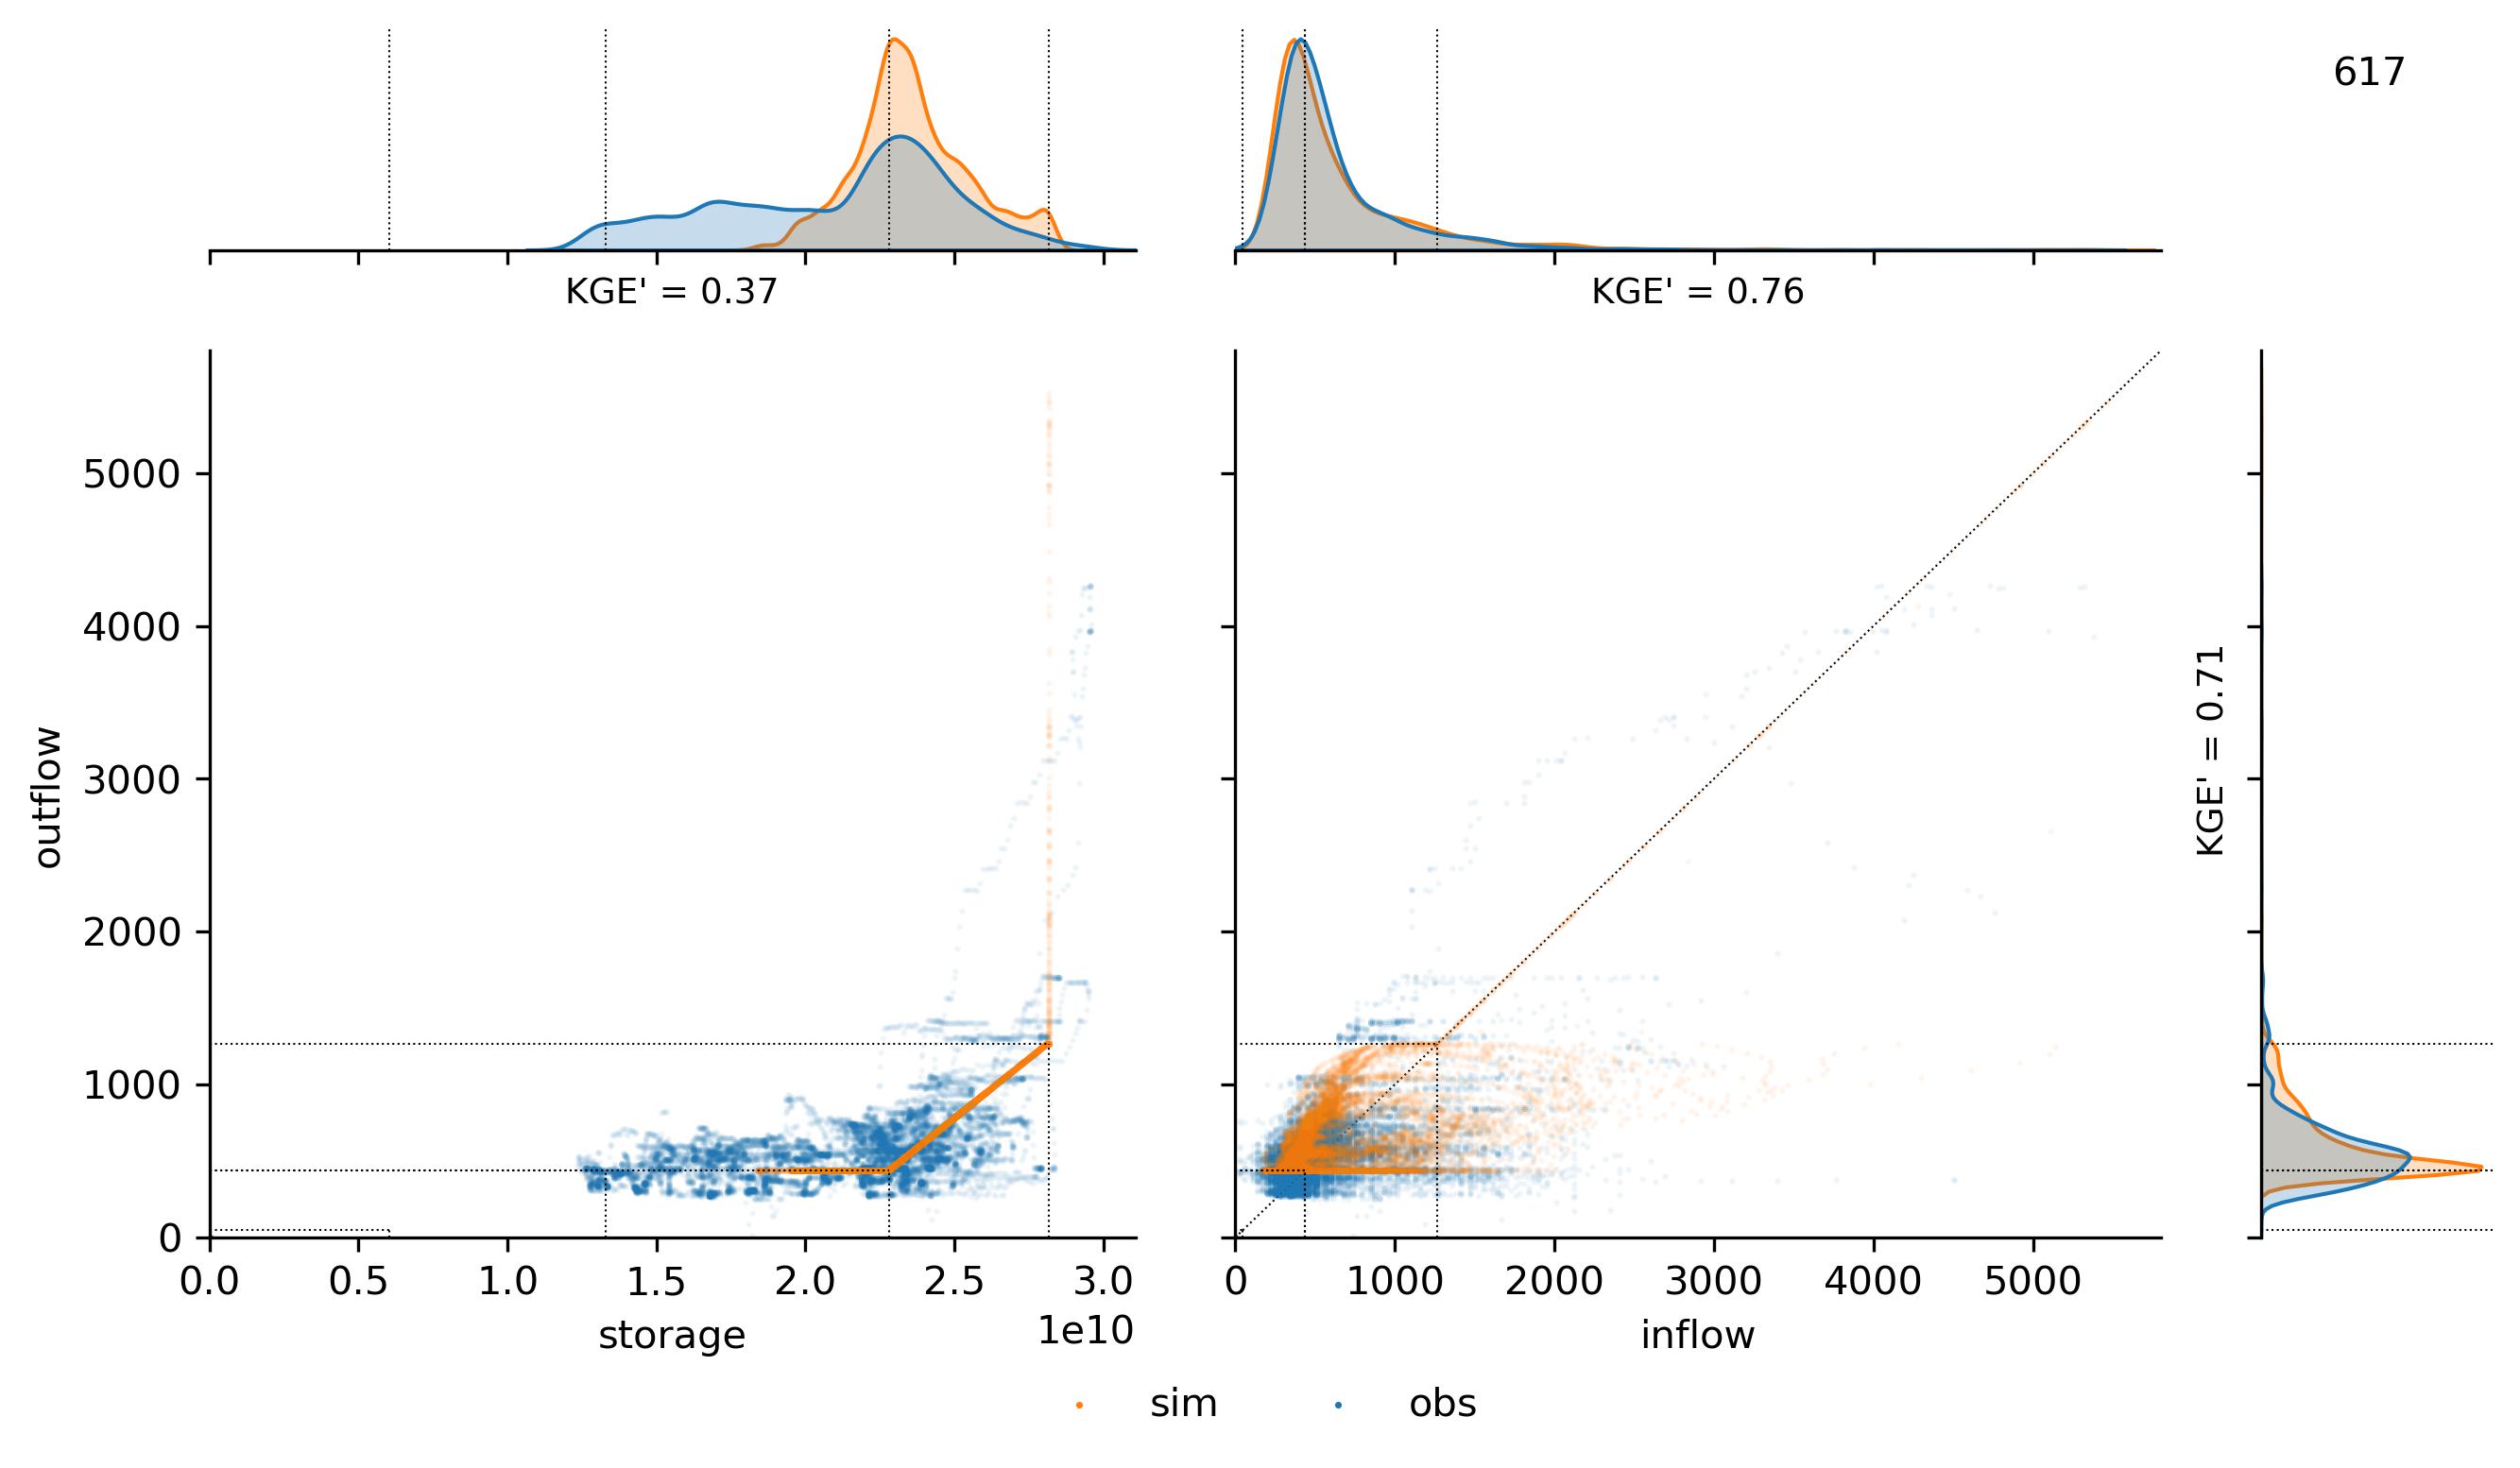 617
KGE' = 0.37
KGE' = 0.76
outflow
5000
4000
3000
2000
1000
0
KGE' = 0.71
0.0 0.5 1.0 1.5 2.0 2.5 3.0
1e10
storage
0 1000 2000 3000 4000 5000
inflow
sim obs